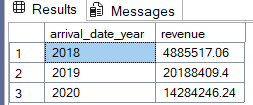 Results Messages
arrival_date_year revenue
1 2018 4885517.06
2 2019 20188409.4
3 2020 14284246.24